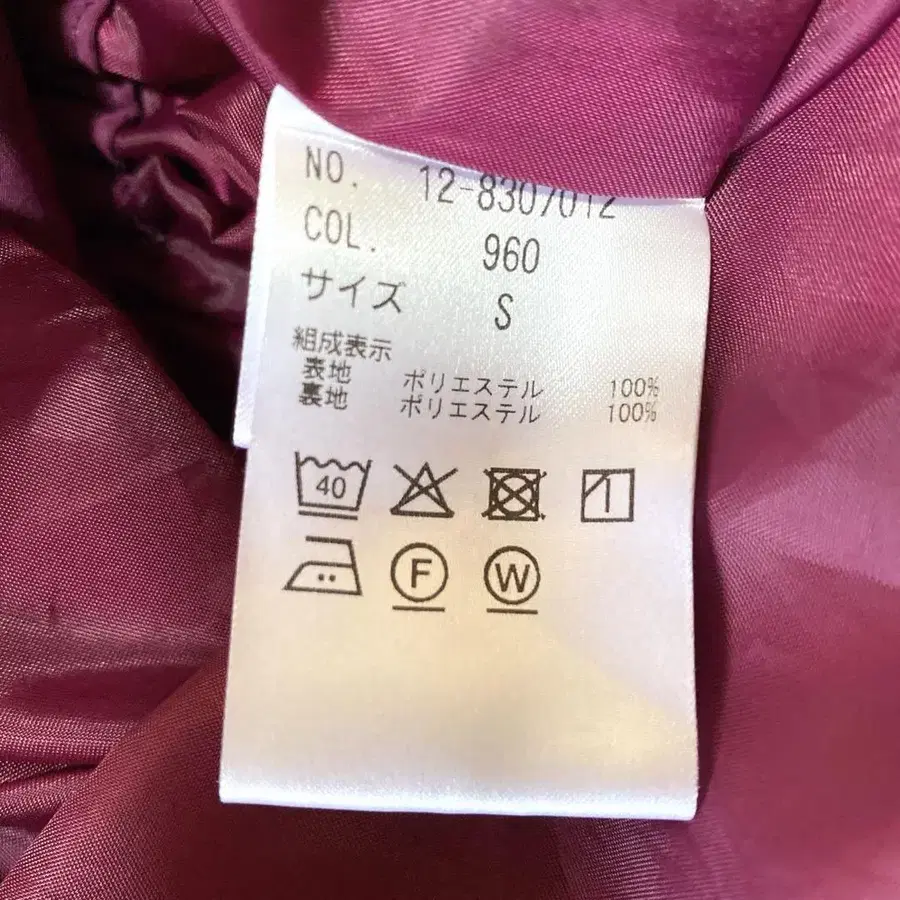 NO. 12-8307012
COL. 960
サイズ S
組成表示
表地 ポリエステル 100%
裏地 ポリエステル 100%
40
F W